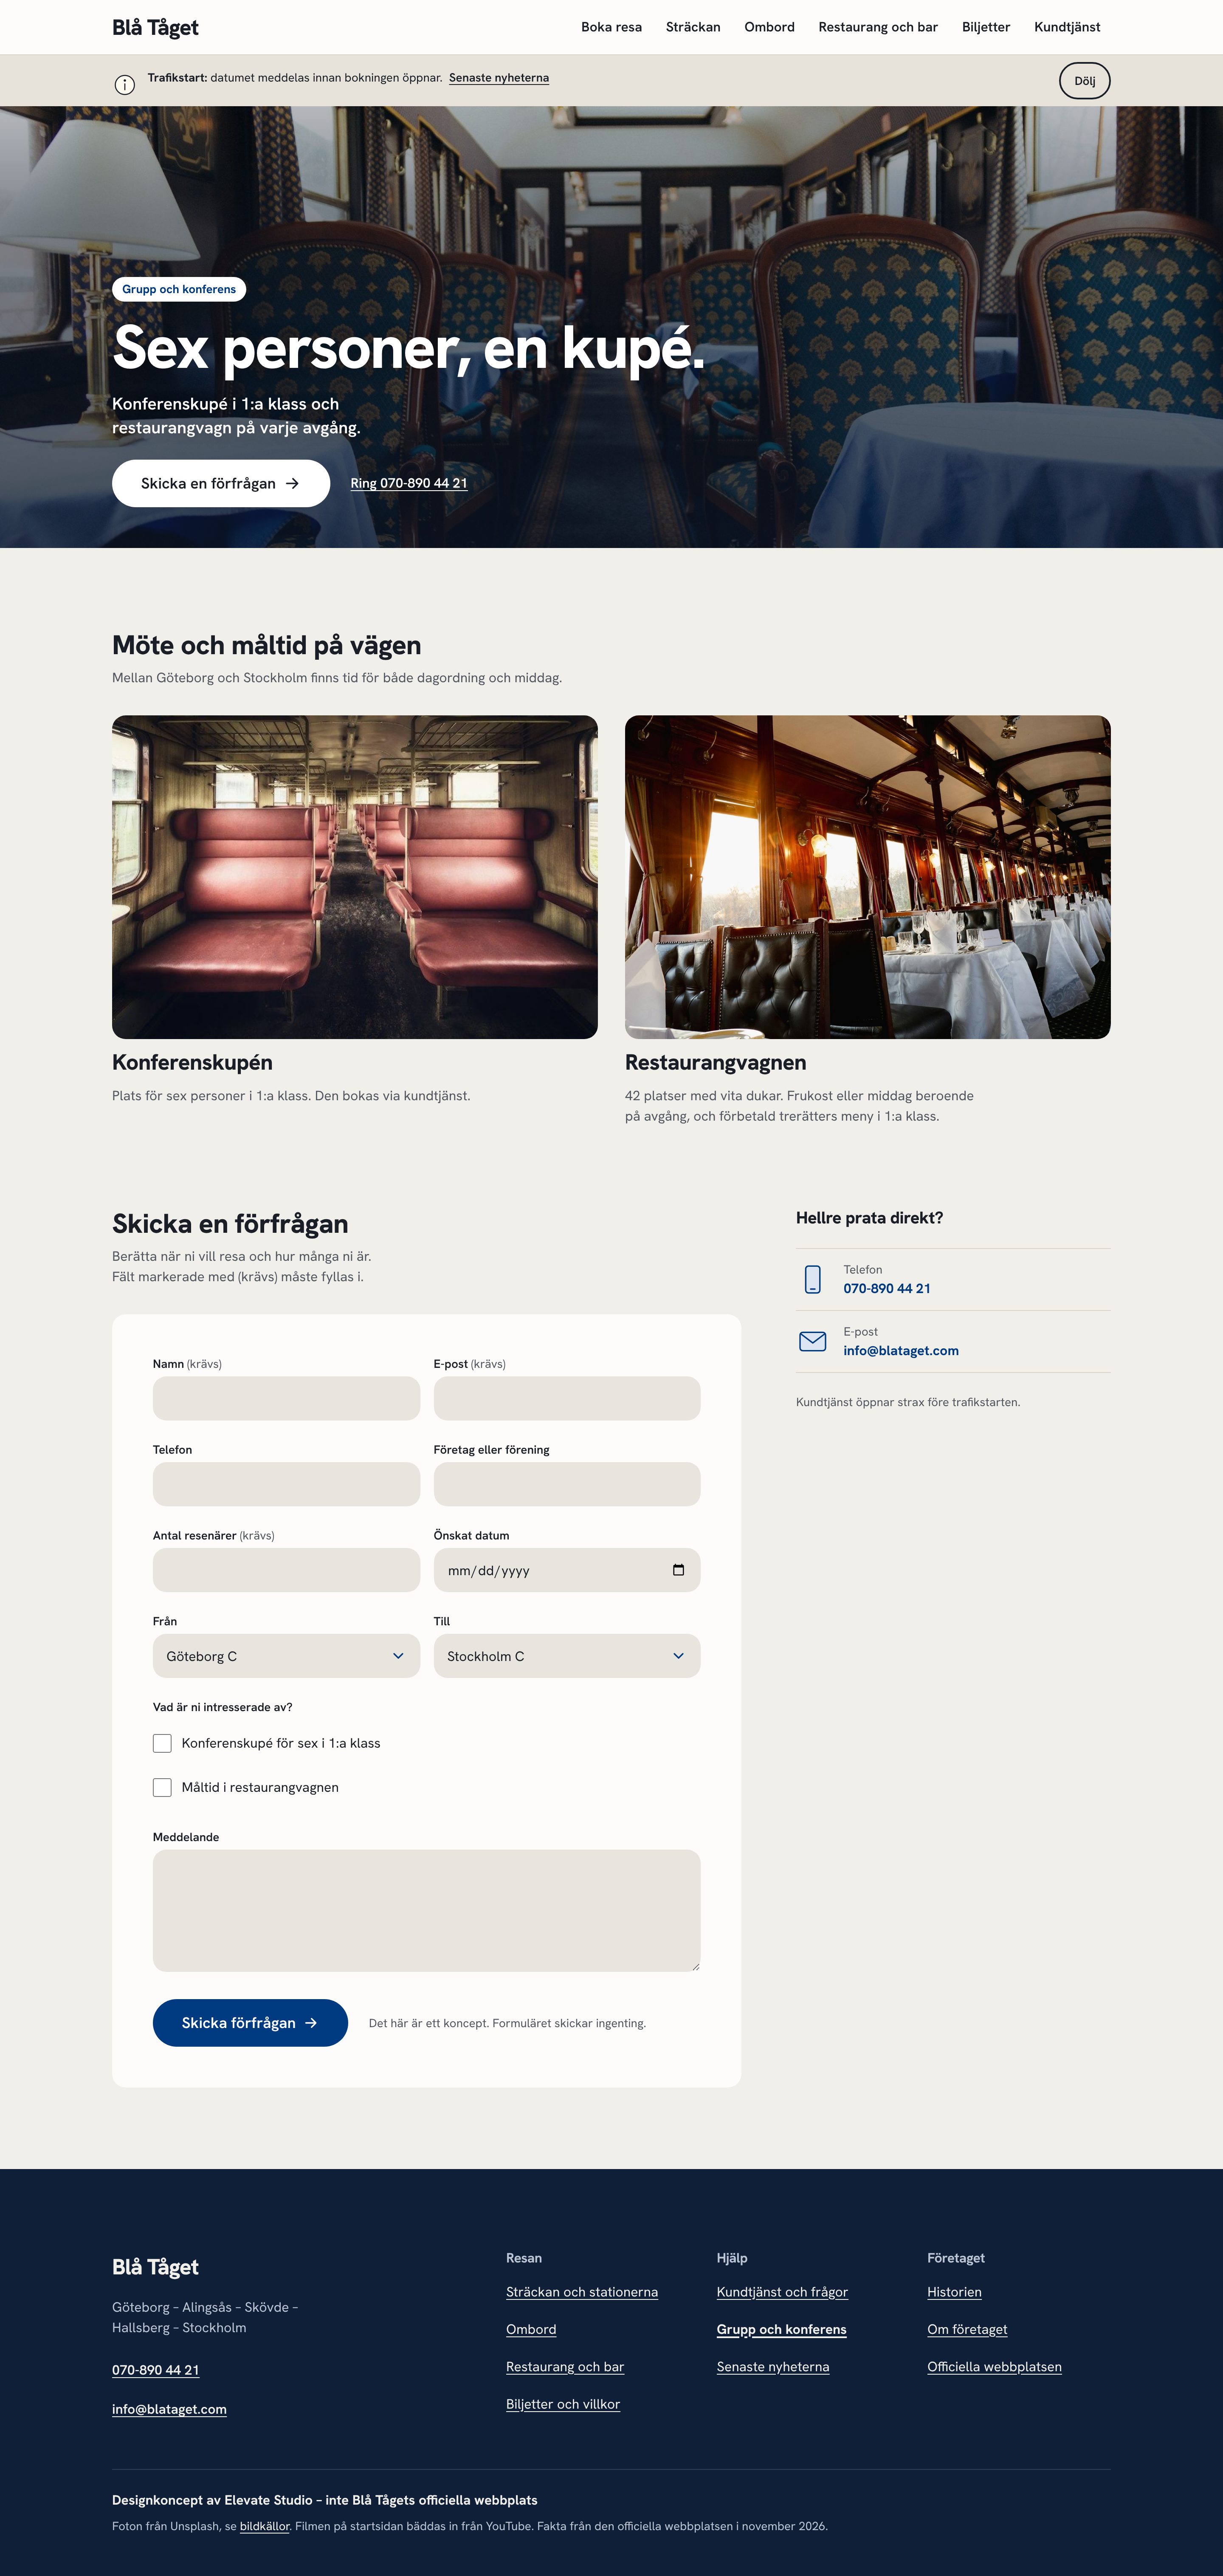 Blå Tåget
Boka resa
Sträckan
Ombord
Restaurang och bar
Biljetter
Kundtjänst
Trafikstart: datumet meddelas innan bokningen öppnar. Senaste nyheterna
Dölj
Grupp och konferens
Sex personer, en kupé.
Konferenskupé i 1:a klass och
restaurangvagn på varje avgång.
Skicka en förfrågan →
Ring 070-890 44 21
Möte och måltid på vägen
Mellan Göteborg och Stockholm finns tid för både dagordning och middag.
Konferenskupén
Plats för sex personer i 1:a klass. Den bokas via kundtjänst.
Restaurangvagnen
42 platser med vita dukar. Frukost eller middag beroende
på avgång, och förbetald trerätters meny i 1:a klass.
Skicka en förfrågan
Berätta när ni vill resa och hur många ni är.
Fält markerade med (krävs) måste fyllas i.
Namn (krävs)
E-post (krävs)
Telefon
Företag eller förening
Antal resenärer (krävs)
Önskat datum
mm/dd/yyyy
Från
Till
Göteborg C
Stockholm C
Vad är ni intresserade av?
Konferenskupé för sex i 1:a klass
Måltid i restaurangvagnen
Meddelande
Skicka förfrågan →
Det här är ett koncept. Formuläret skickar ingenting.
Hellre prata direkt?
Telefon
070-890 44 21
E-post
info@blataget.com
Kundtjänst öppnar strax före trafikstarten.
Blå Tåget
Göteborg – Alingsås – Skövde –
Hallsberg – Stockholm
070-890 44 21
info@blataget.com
Resan
Sträckan och stationerna
Ombord
Restaurang och bar
Biljetter och villkor
Hjälp
Kundtjänst och frågor
Grupp och konferens
Senaste nyheterna
Företaget
Historien
Om företaget
Officiella webbplatsen
Designkoncept av Elevate Studio – inte Blå Tågets officiella webbplats
Foton från Unsplash, se bildkällor. Filmen på startsidan bäddas in från YouTube. Fakta från den officiella webbplatsen i november 2026.